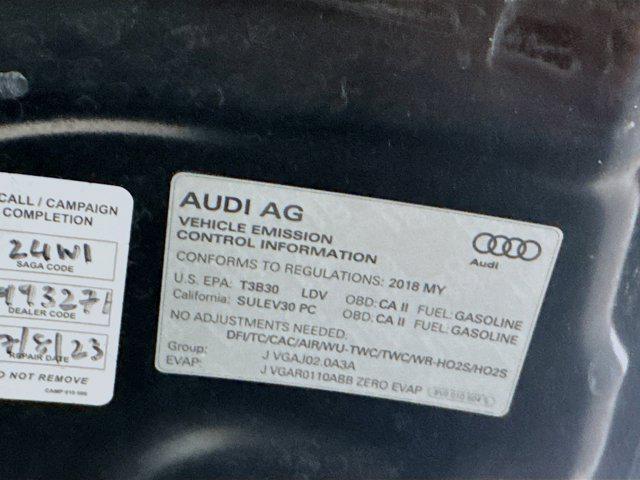 CALL / CAMPAIGN
COMPLETION
24W1
SAGA CODE
DEALER CODE
7/8/23
REPAIR DATE
DO NOT REMOVE
AUDI AG
VEHICLE EMISSION
CONTROL INFORMATION
Audi
CONFORMS TO REGULATIONS: 2018 MY
U.S. EPA: T3B30 LDV OBD: CA II FUEL: GASOLINE
California: SULEV30 PC OBD: CA II FUEL: GASOLINE
NO ADJUSTMENTS NEEDED.
DFI/TC/CAC/AIR/WU-TWC/TWC/WR-HO2S/HO2S
Group: J VGAJ02.0A3A
EVAP: J VGAR0110ABB ZERO EVAP